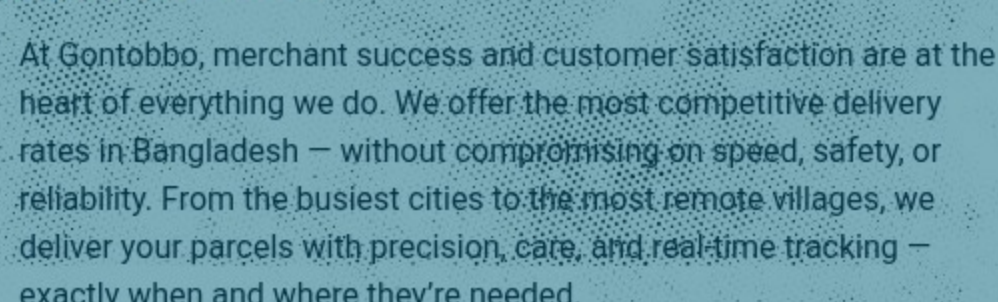 At Gontobbo, merchant success and customer satisfaction are at the
heart of everything we do. We offer the most competitive delivery
rates in Bangladesh — without compromising on speed, safety, or
reliability. From the busiest cities to the most remote villages, we
deliver your parcels with precision, care, and real-time tracking —
exactly when and where they're needed.